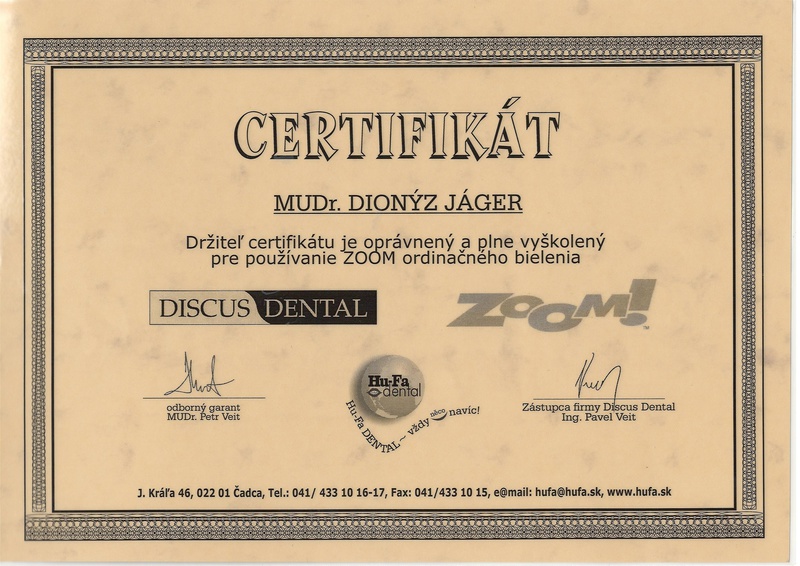 CERTIFIKÁT
MUDr. DIONÝZ JÁGER
Držiteľ certifikátu je oprávnený a plne vyškolený
pre používanie ZOOM ordinačného bielenia
DISCUS DENTAL
ZOOM!™
odborný garant
MUDr. Petr Veit
Hu-Fa
dental
Hu-Fa DENTAL ~ vždy něco navíc!
Zástupca firmy Discus Dental
Ing. Pavel Veit
J. Kráľa 46, 022 01 Čadca, Tel.: 041/ 433 10 16-17, Fax: 041/433 10 15, e@mail: hufa@hufa.sk, www.hufa.sk